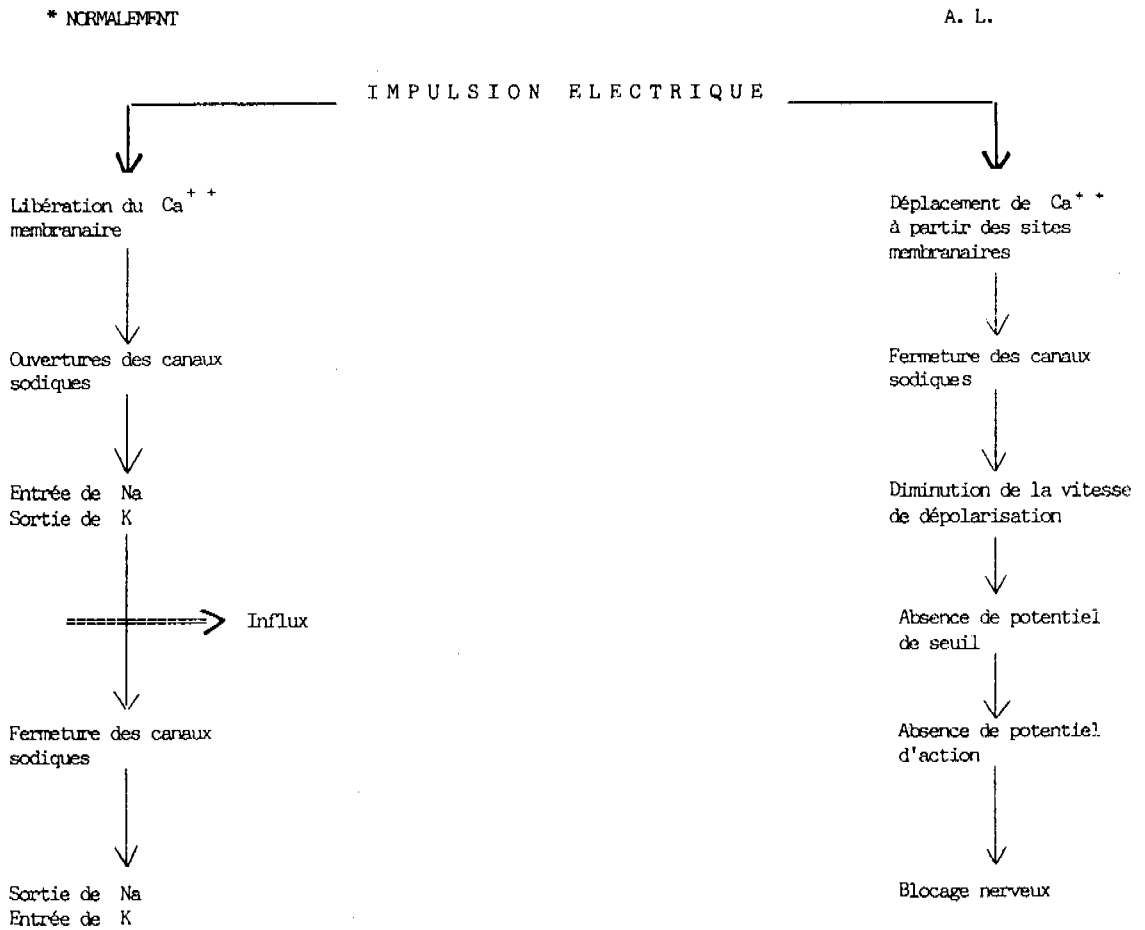 * NORMALEMENT
A. L.
IMPULSION ELECTRIQUE
Libération du Ca++
membranaire
Ouvertures des canaux
sodiques
Entrée de Na
Sortie de K
Influx
Fermeture des canaux
sodiques
Sortie de Na
Entrée de K
Déplacement de Ca++
à partir des sites
membranaires
Fermeture des canaux
sodiques
Diminution de la vitesse
de dépolarisation
Absence de potentiel
de seuil
Absence de potentiel
d'action
Blocage nerveux